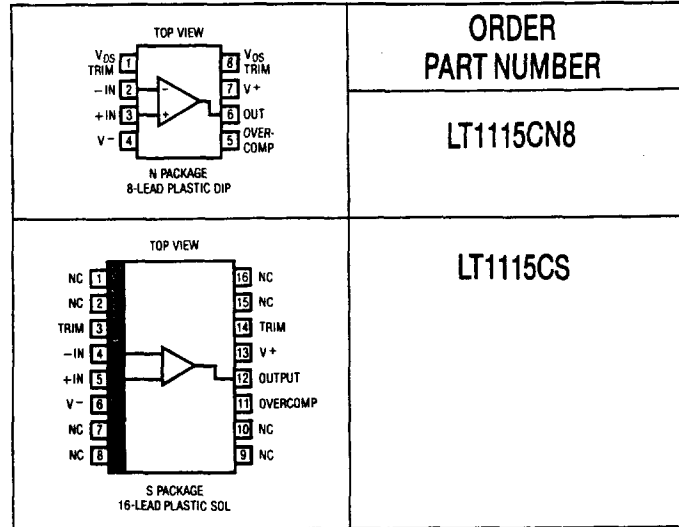 TOP VIEW
VOS TRIM 1
8 VOS TRIM
−IN 2
7 V+
+IN 3
6 OUT
V− 4
5 OVER-COMP
− +
N PACKAGE
8-LEAD PLASTIC DIP
ORDER
PART NUMBER
LT1115CN8
TOP VIEW
NC 1
16 NC
NC 2
15 NC
TRIM 3
14 TRIM
−IN 4
13 V+
+IN 5
12 OUTPUT
V− 6
11 OVERCOMP
NC 7
10 NC
NC 8
9 NC
S PACKAGE
16-LEAD PLASTIC SOL
LT1115CS